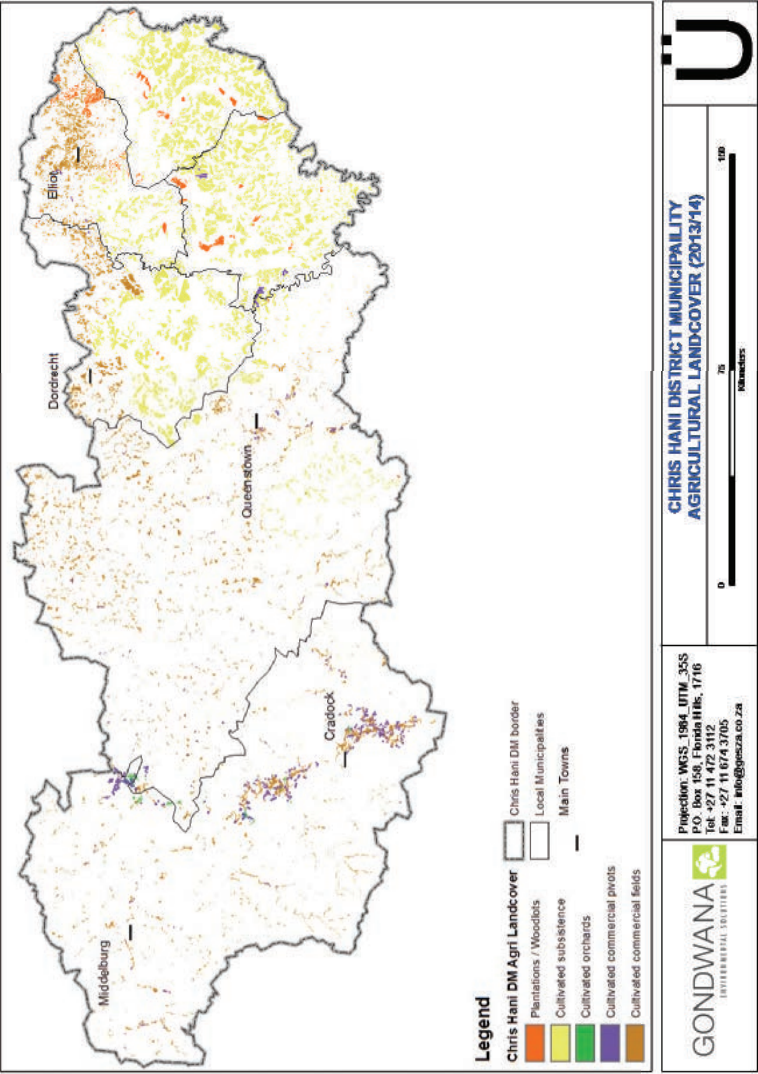 Middelburg
Cradock
Queenstown
Dordrecht
Elliot
Legend
Chris Hani DM Agri Landcover
Plantations / Woodlots
Cultivated subsistence
Cultivated orchards
Cultivated commercial pivots
Cultivated commercial fields
Chris Hani DM border
Local Municipalities
Main Towns
GONDWANA
ENVIRONMENTAL SOLUTIONS
Projection: WGS_1984_UTM_35S
P.O. Box 158, Florida Hills, 1716
Tel: +27 11 472 3112
Fax: +27 11 674 3705
Email: info@gesza.co.za
CHRIS HANI DISTRICT MUNICIPAILITY
AGRICULTURAL LANDCOVER (2013/14)
0 75 150
Kilometers
Ü